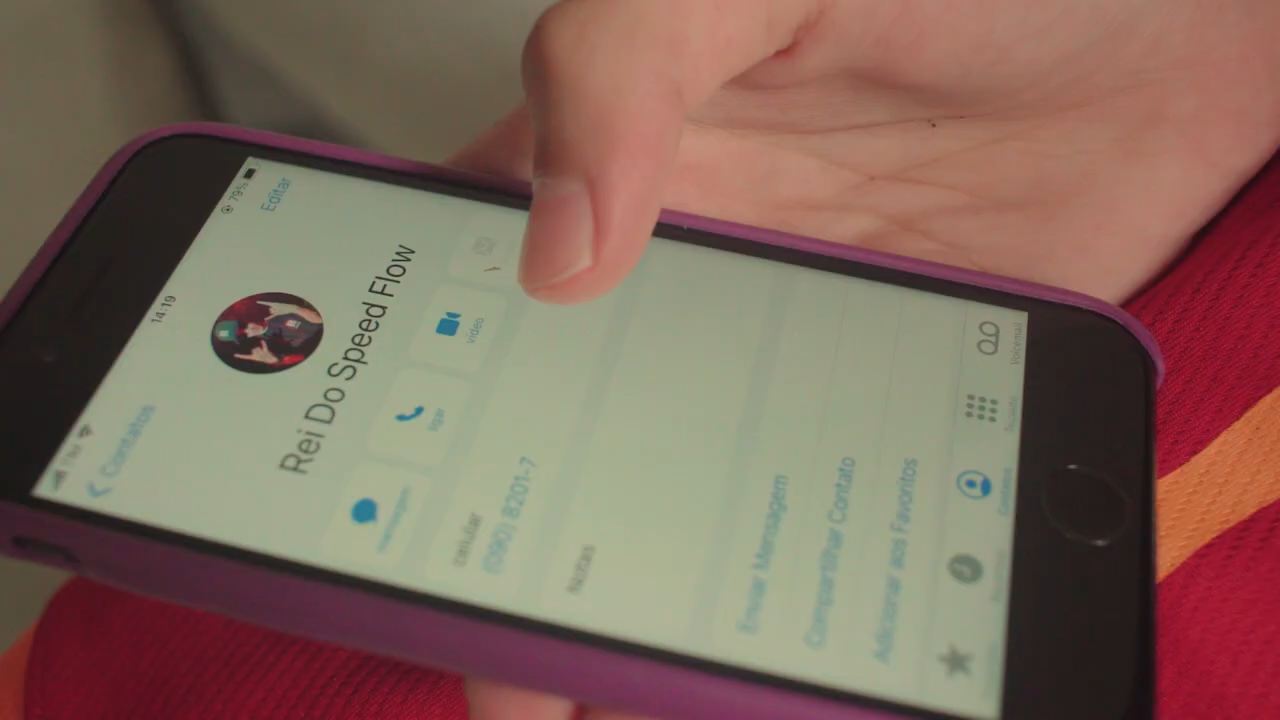 14:19
79%
Contatos
Editar
Rei Do Speed Flow
mensagem
ligar
vídeo
celular
(090) 8201-7
Notas
Enviar Mensagem
Compartilhar Contato
Adicionar aos Favoritos
Contatos
Teclado
Voicemail